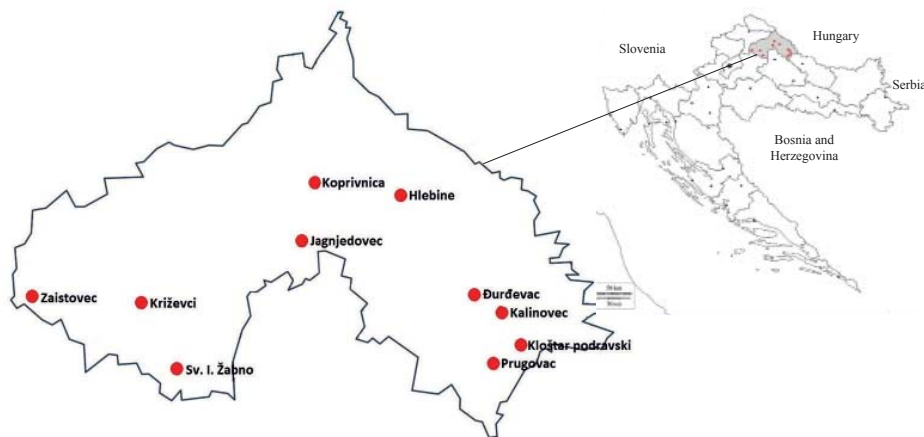 Koprivnica
Hlebine
Jagnjedovec
Zaistovec
Križevci
Đurđevac
Kalinovec
Kloštar podravski
Prugovac
Sv. I. Žabno
Slovenia
Hungary
Serbia
Bosnia and
Herzegovina